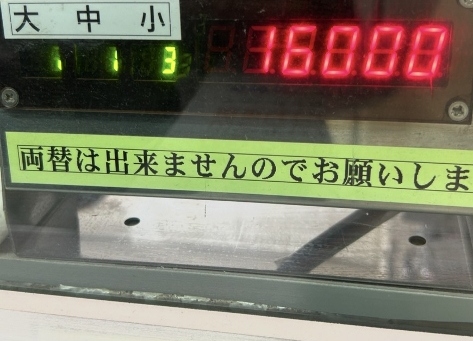 大 中 小
1 1 3 16000
両替は出来ませんのでお願いしま